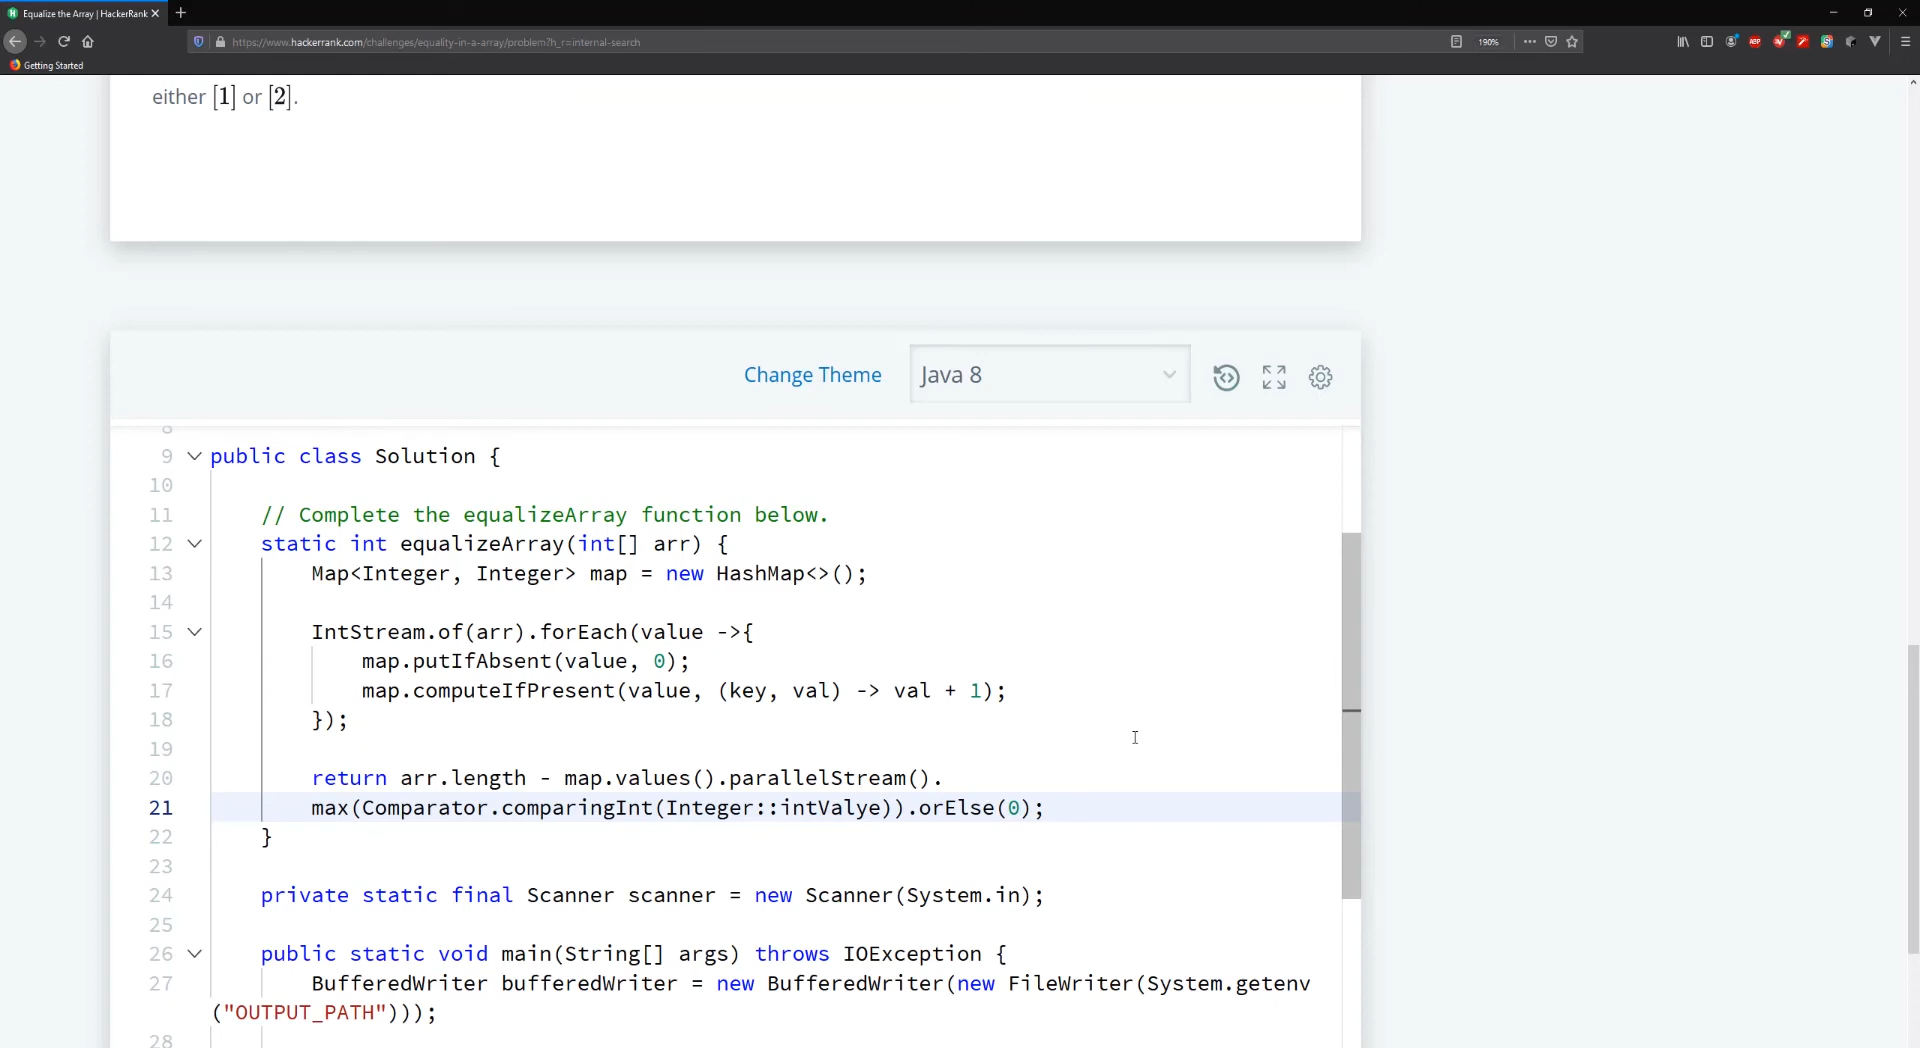 Equalize the Array | HackerRank
https://www.hackerrank.com/challenges/equality-in-a-array/problem?h_r=internal-search
190%
ABP
Getting Started
either [1] or [2].
Change Theme
Java 8
8
9 public class Solution {
10
11 // Complete the equalizeArray function below.
12 static int equalizeArray(int[] arr) {
13 Map<Integer, Integer> map = new HashMap<>();
14
15 IntStream.of(arr).forEach(value ->{
16 map.putIfAbsent(value, 0);
17 map.computeIfPresent(value, (key, val) -> val + 1);
18 });
19
20 return arr.length - map.values().parallelStream().
21 max(Comparator.comparingInt(Integer::intValye)).orElse(0);
22 }
23
24 private static final Scanner scanner = new Scanner(System.in);
25
26 public static void main(String[] args) throws IOException {
27 BufferedWriter bufferedWriter = new BufferedWriter(new FileWriter(System.getenv
("OUTPUT_PATH")));
28